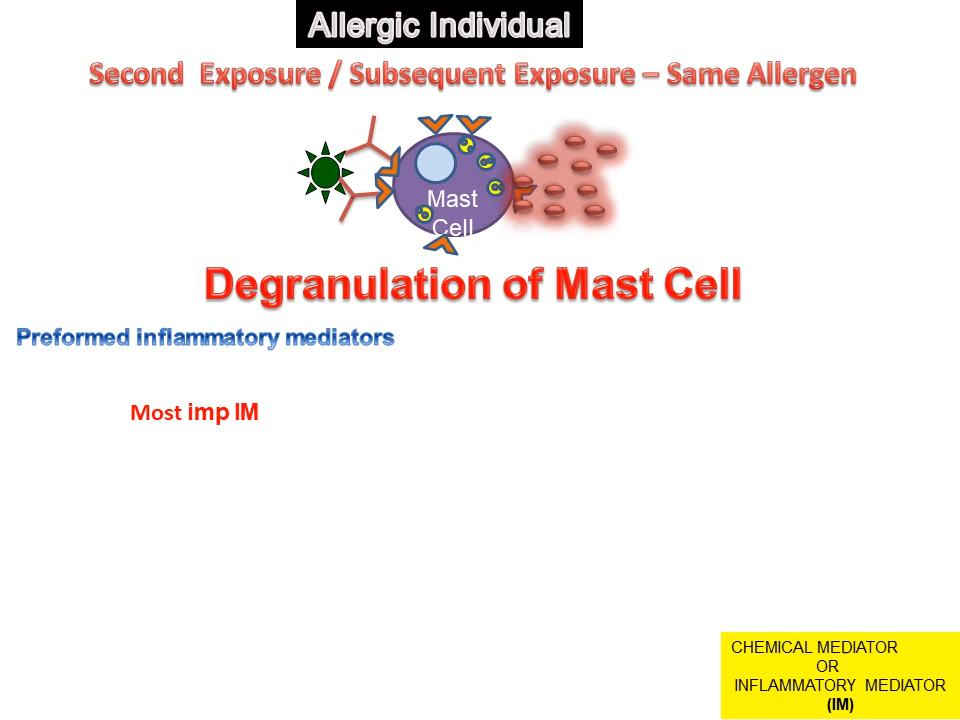 Allergic Individual
Second Exposure / Subsequent Exposure – Same Allergen
Mast
Cell
Degranulation of Mast Cell
Preformed inflammatory mediators
Most imp IM
CHEMICAL MEDIATOR
OR
INFLAMMATORY MEDIATOR
(IM)